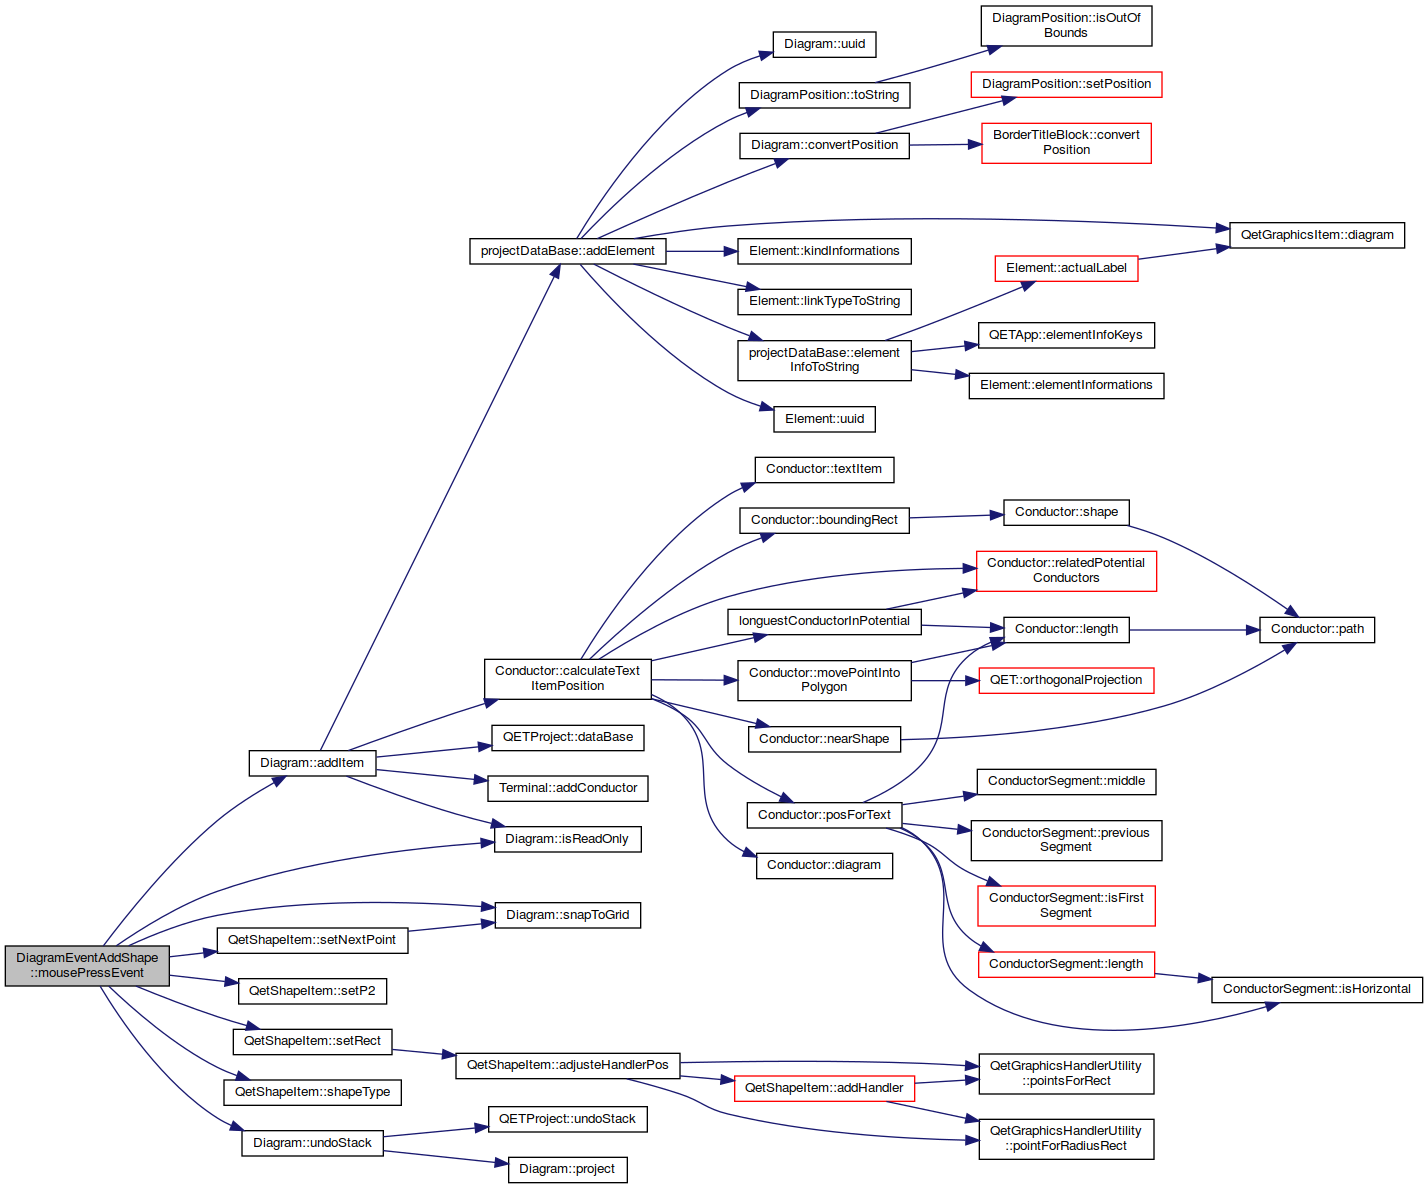 DiagramEventAddShape
::mousePressEvent
Diagram::addItem
Diagram::isReadOnly
Diagram::snapToGrid
QetShapeItem::setNextPoint
QetShapeItem::setP2
QetShapeItem::setRect
QetShapeItem::shapeType
Diagram::undoStack
projectDataBase::addElement
Conductor::calculateText
ItemPosition
QETProject::dataBase
Terminal::addConductor
QetShapeItem::adjusteHandlerPos
QETProject::undoStack
Diagram::project
Diagram::uuid
DiagramPosition::toString
Diagram::convertPosition
Element::kindInformations
Element::linkTypeToString
projectDataBase::element
InfoToString
Element::uuid
Conductor::textItem
Conductor::boundingRect
longuestConductorInPotential
Conductor::movePointInto
Polygon
Conductor::nearShape
Conductor::posForText
Conductor::diagram
QetShapeItem::addHandler
DiagramPosition::isOutOf
Bounds
DiagramPosition::setPosition
BorderTitleBlock::convert
Position
QetGraphicsItem::diagram
Element::actualLabel
QETApp::elementInfoKeys
Element::elementInformations
Conductor::shape
Conductor::relatedPotential
Conductors
Conductor::length
Conductor::path
QET::orthogonalProjection
ConductorSegment::middle
ConductorSegment::previous
Segment
ConductorSegment::isFirst
Segment
ConductorSegment::length
ConductorSegment::isHorizontal
QetGraphicsHandlerUtility
::pointsForRect
QetGraphicsHandlerUtility
::pointForRadiusRect